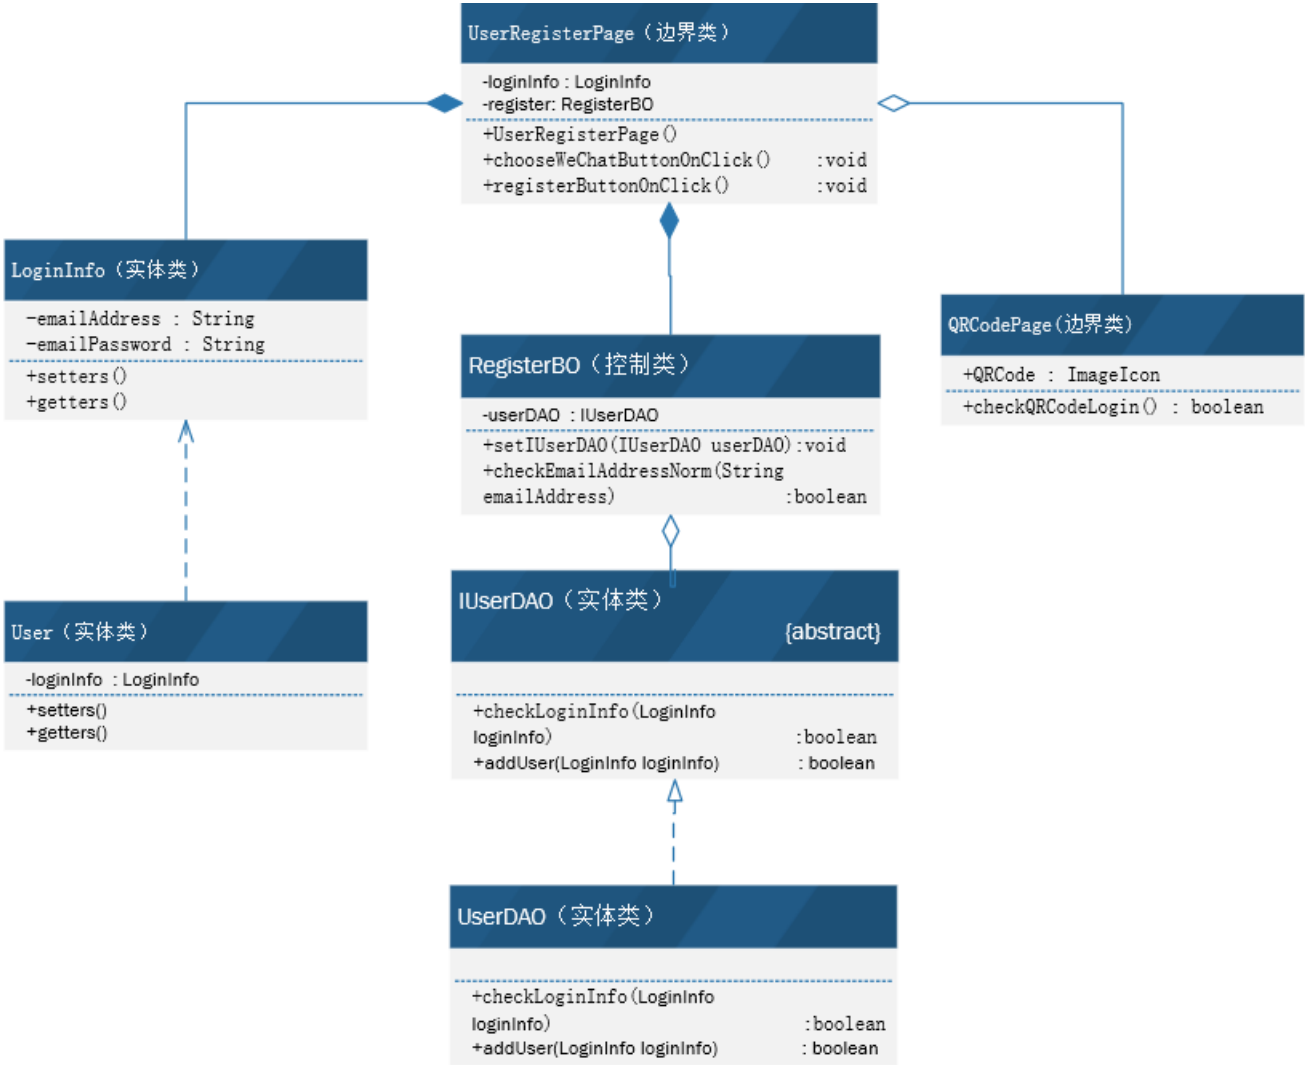 UserRegisterPage（边界类）
-loginInfo : LoginInfo
-register: RegisterBO
+UserRegisterPage()
+chooseWeChatButtonOnClick() :void
+registerButtonOnClick() :void
LoginInfo（实体类）
-emailAddress : String
-emailPassword : String
+setters()
+getters()
QRCodePage(边界类)
+QRCode : ImageIcon
+checkQRCodeLogin() : boolean
RegisterBO（控制类）
-userDAO : IUserDAO
+setIUserDAO(IUserDAO userDAO):void
+checkEmailAddressNorm(String
emailAddress) :boolean
User（实体类）
-loginInfo : LoginInfo
+setters()
+getters()
IUserDAO（实体类）
{abstract}
+checkLoginInfo(LoginInfo
loginInfo) :boolean
+addUser(LoginInfo loginInfo) : boolean
UserDAO（实体类）
+checkLoginInfo(LoginInfo
loginInfo) :boolean
+addUser(LoginInfo loginInfo) : boolean